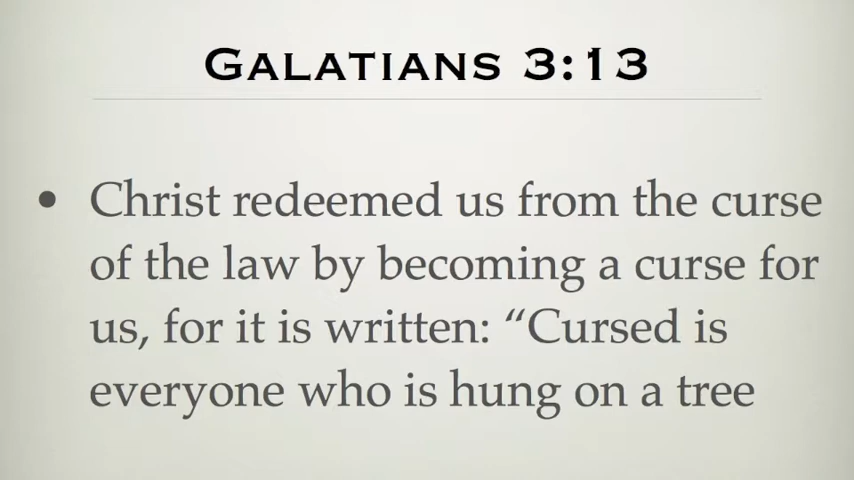 GALATIANS 3:13
• Christ redeemed us from the curse
of the law by becoming a curse for
us, for it is written: “Cursed is
everyone who is hung on a tree